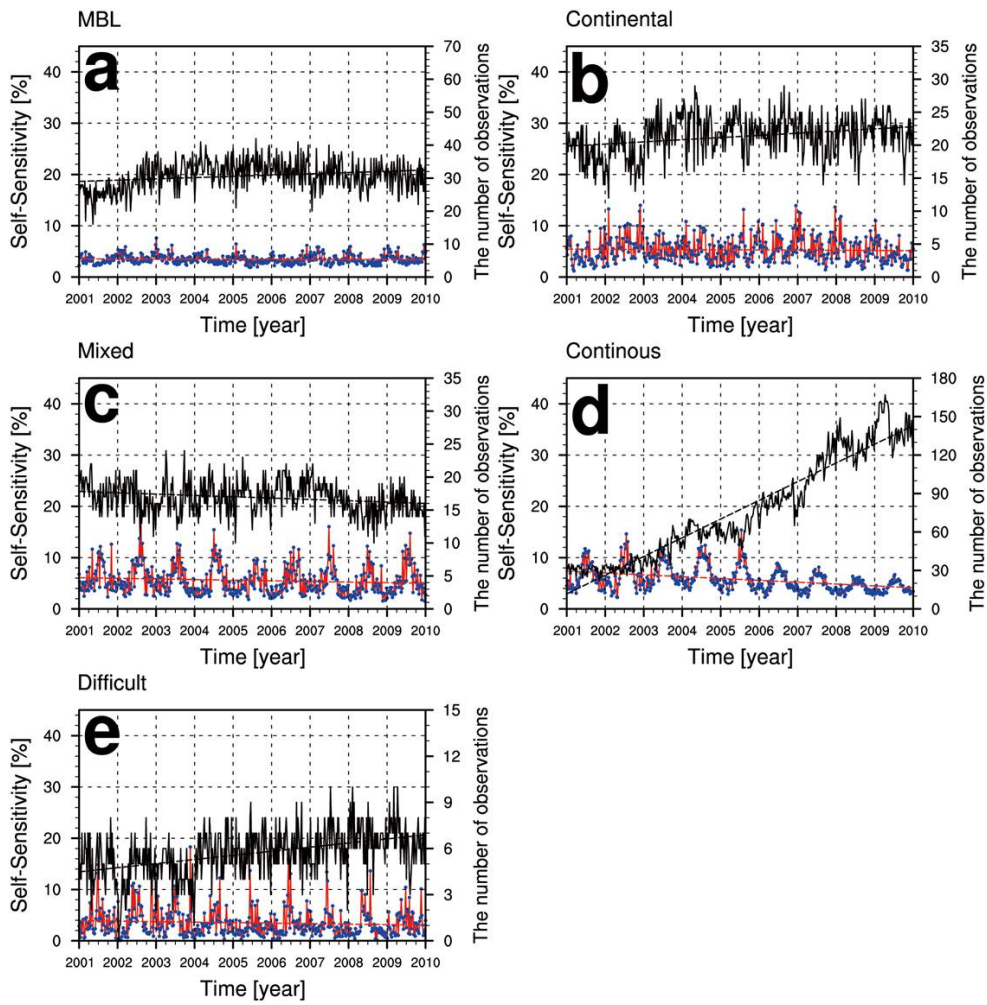 MBL
a
Self-Sensitivity [%]
40
30
20
10
0
70
60
50
40
30
20
10
0
The number of observations
2001 2002 2003 2004 2005 2006 2007 2008 2009 2010
Time [year]
Continental
b
Self-Sensitivity [%]
40
30
20
10
0
35
30
25
20
15
10
5
0
The number of observations
2001 2002 2003 2004 2005 2006 2007 2008 2009 2010
Time [year]
Mixed
c
Self-Sensitivity [%]
40
30
20
10
0
35
30
25
20
15
10
5
0
The number of observations
2001 2002 2003 2004 2005 2006 2007 2008 2009 2010
Time [year]
Continous
d
Self-Sensitivity [%]
40
30
20
10
0
180
150
120
90
60
30
0
The number of observations
2001 2002 2003 2004 2005 2006 2007 2008 2009 2010
Time [year]
Difficult
e
Self-Sensitivity [%]
40
30
20
10
0
15
12
9
6
3
0
The number of observations
2001 2002 2003 2004 2005 2006 2007 2008 2009 2010
Time [year]